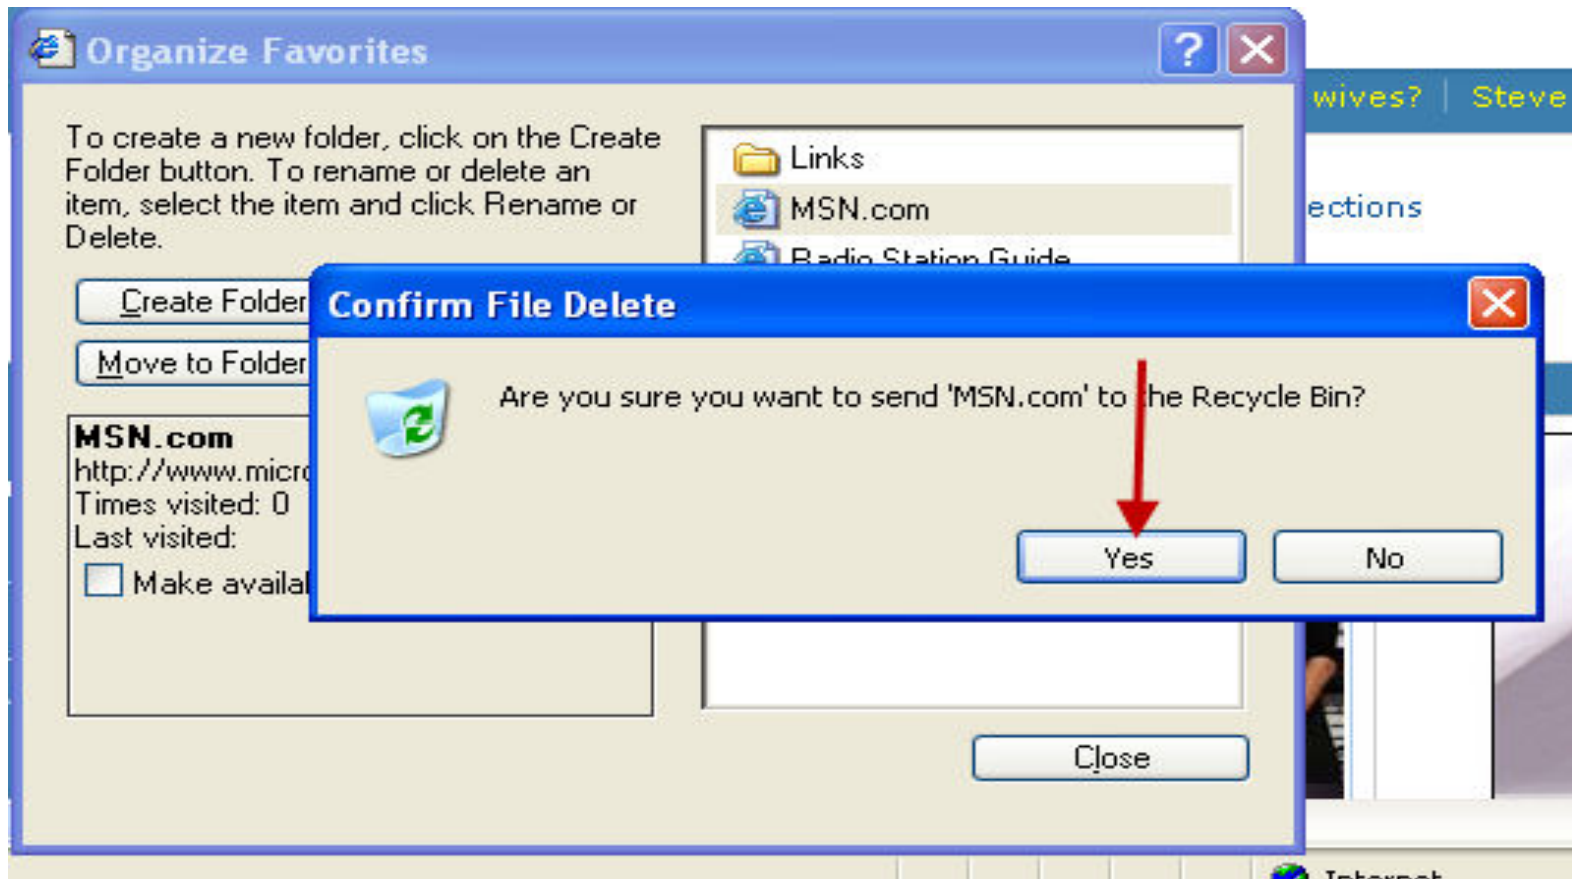 Organize Favorites
wives? | Steve
To create a new folder, click on the Create
Folder button. To rename or delete an
item, select the item and click Rename or
Delete.
Links
MSN.com
Radio Station Guide
ections
Create Folder
Move to Folder
Confirm File Delete
Are you sure you want to send 'MSN.com' to the Recycle Bin?
Yes
No
MSN.com
http://www.micro
Times visited: 0
Last visited:
Make availal
Close
Internet